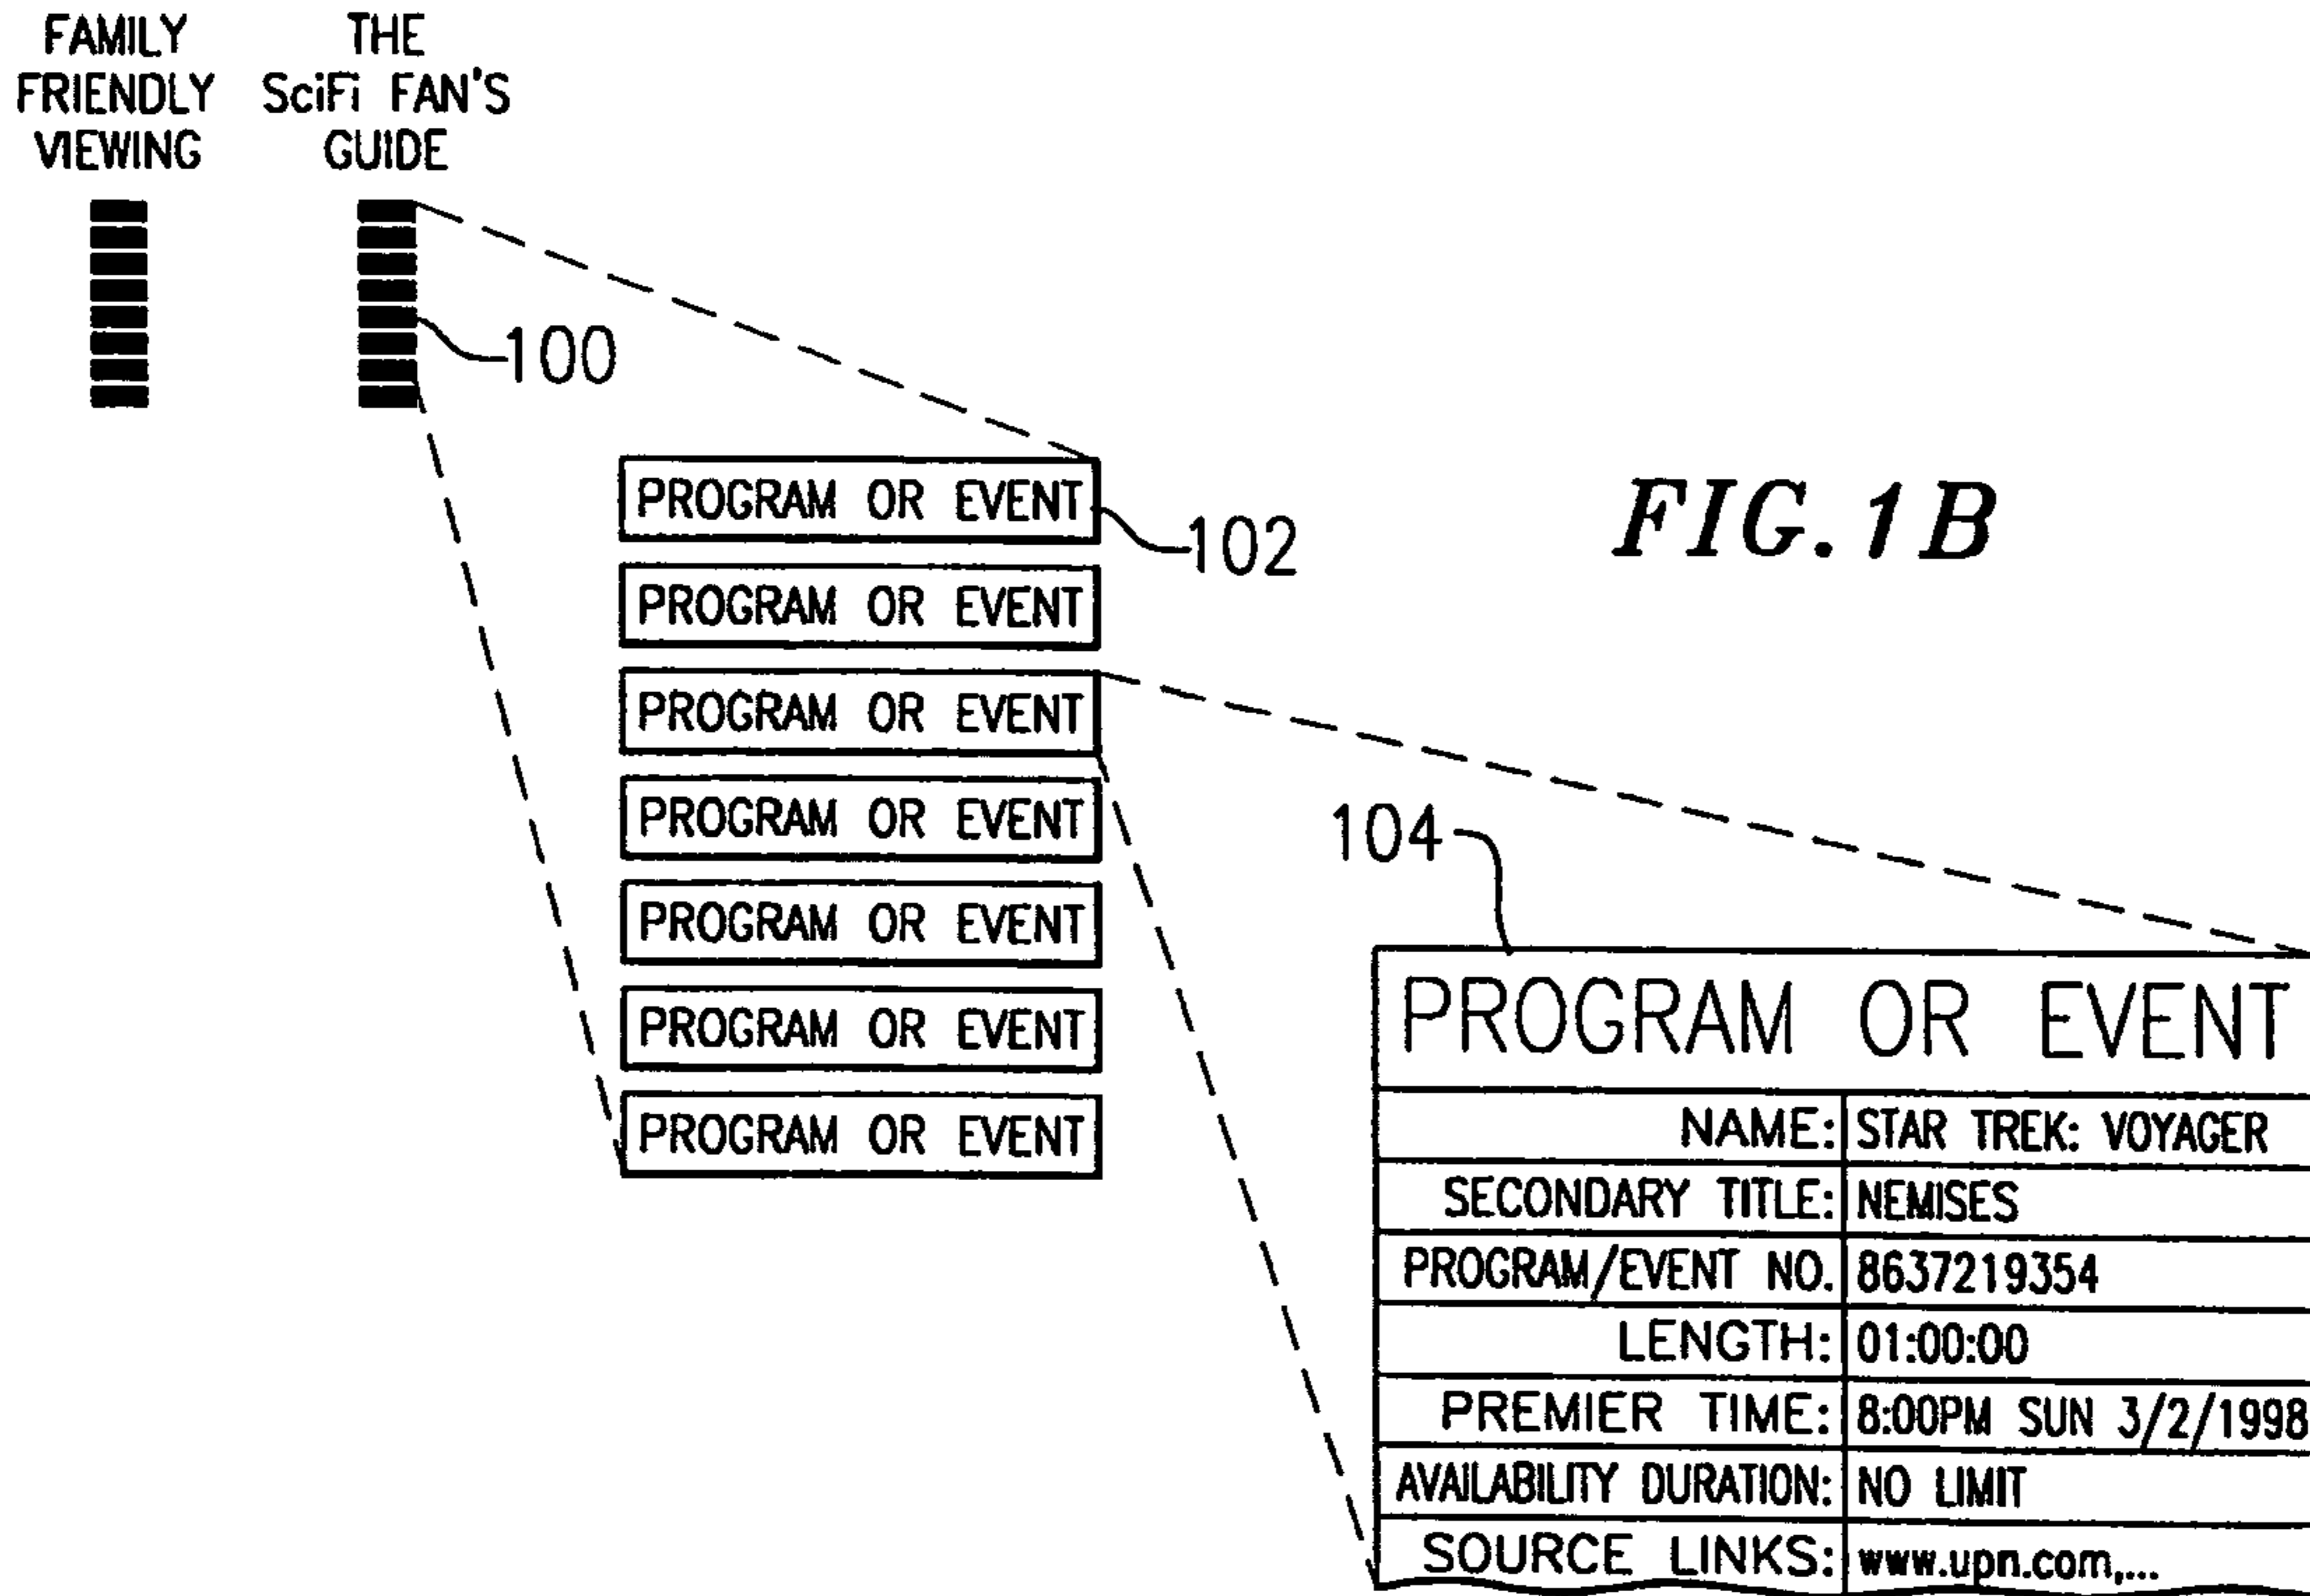 FAMILY
FRIENDLY
VIEWING
THE
SciFi FAN'S
GUIDE
100
PROGRAM OR EVENT
102
FIG. 1B
PROGRAM OR EVENT
PROGRAM OR EVENT
PROGRAM OR EVENT
PROGRAM OR EVENT
PROGRAM OR EVENT
PROGRAM OR EVENT
104
PROGRAM OR EVENT
NAME: STAR TREK: VOYAGER
SECONDARY TITLE: NEMISES
PROGRAM/EVENT NO. 8637219354
LENGTH: 01:00:00
PREMIER TIME: 8:00PM SUN 3/2/1998
AVAILABILITY DURATION: NO LIMIT
SOURCE LINKS: www.upn.com,...